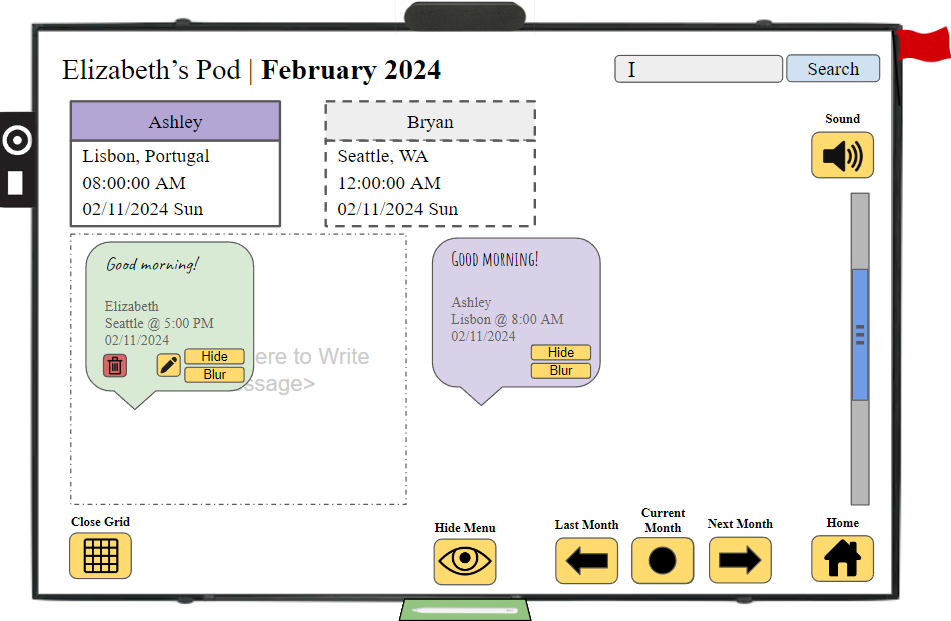 Elizabeth's Pod | February 2024
I
Search
Sound
Ashley
Lisbon, Portugal
08:00:00 AM
02/11/2024 Sun
Bryan
Seattle, WA
12:00:00 AM
02/11/2024 Sun
Good morning!
Elizabeth
Seattle @ 5:00 PM
02/11/2024
Hide
Blur
ere to Write
ssage>
Good morning!
Ashley
Lisbon @ 8:00 AM
02/11/2024
Hide
Blur
Close Grid
Hide Menu
Last Month
Current
Month
Next Month
Home